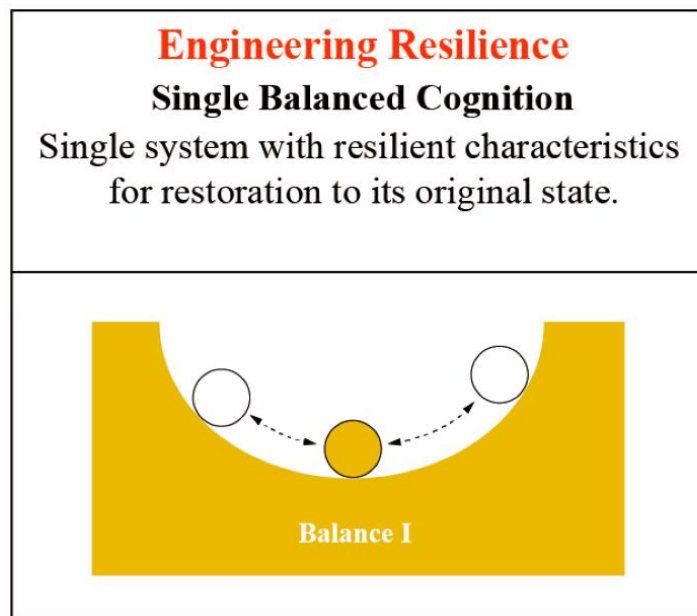 Engineering Resilience
Single Balanced Cognition
Single system with resilient characteristics
for restoration to its original state.
Balance I